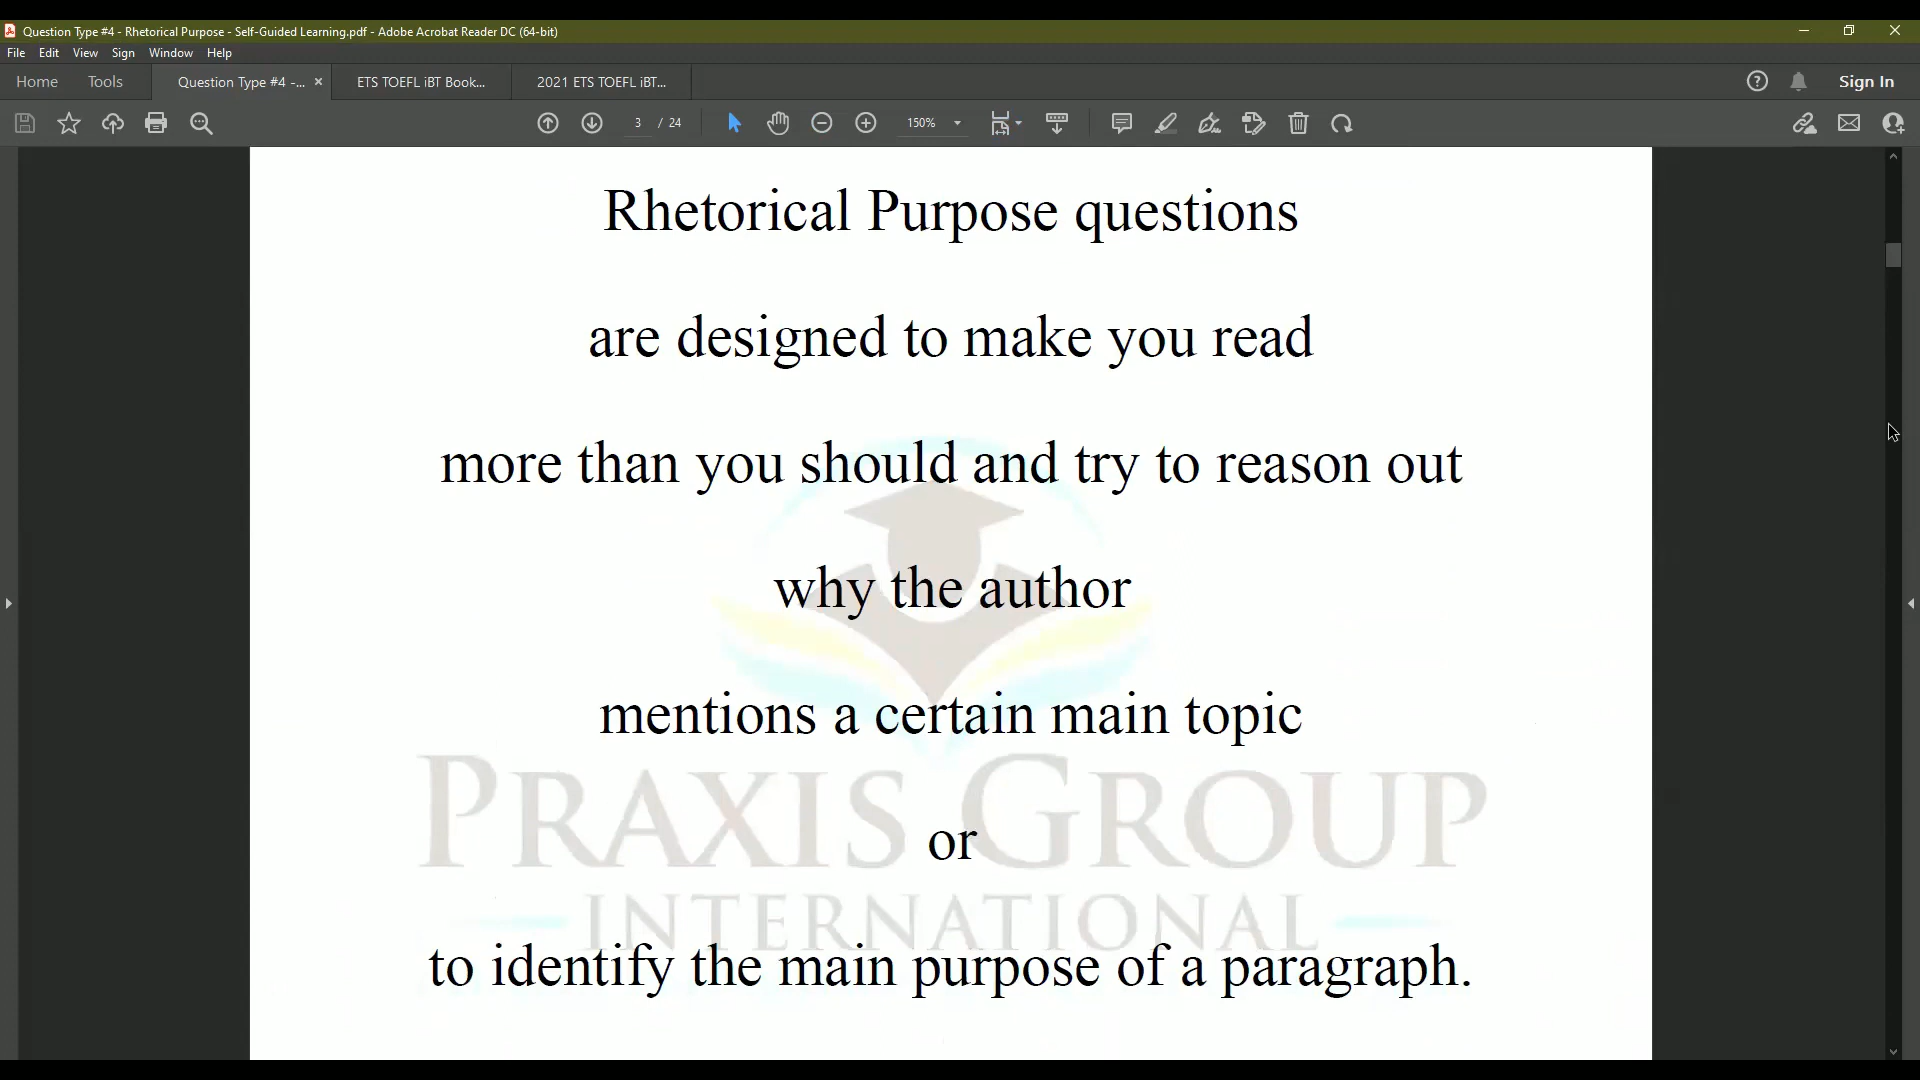 Question Type #4 - Rhetorical Purpose - Self-Guided Learning.pdf - Adobe Acrobat Reader DC (64-bit)
File Edit View Sign Window Help
Home Tools Question Type #4 -... × ETS TOEFL iBT Book... 2021 ETS TOEFL iBT... Sign In
3 / 24 150%
Rhetorical Purpose questions
are designed to make you read
more than you should and try to reason out
why the author
mentions a certain main topic
PRAXIS GROUP
or
INTERNATIONAL
to identify the main purpose of a paragraph.